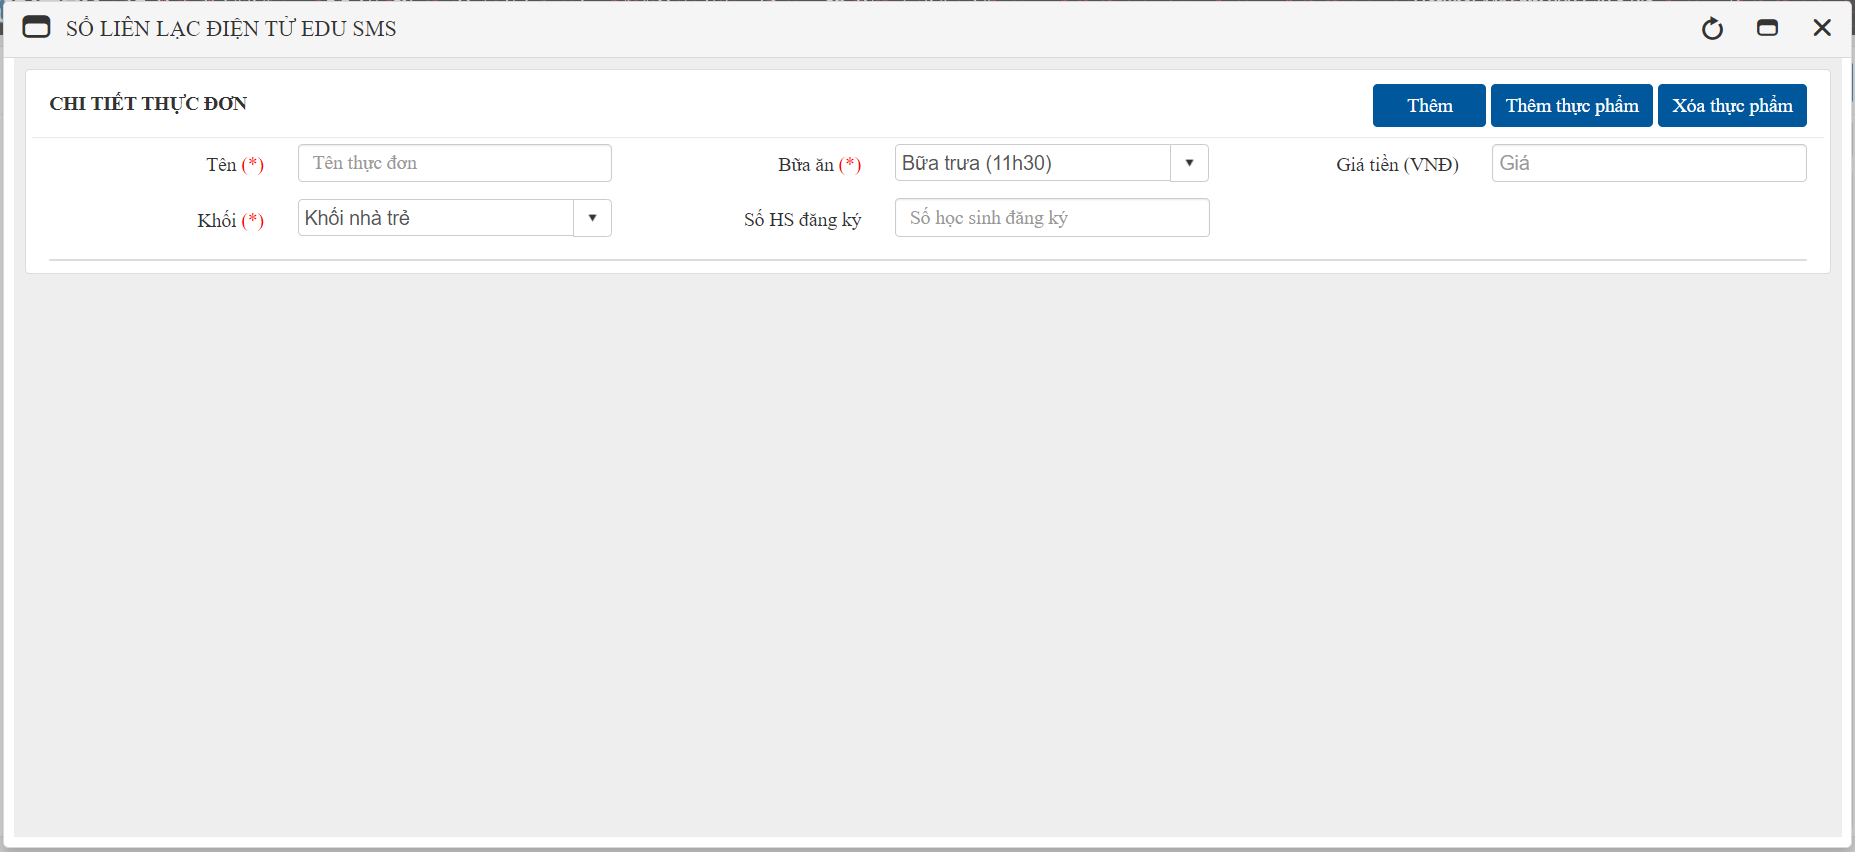 SỔ LIÊN LẠC ĐIỆN TỬ EDU SMS
CHI TIẾT THỰC ĐƠN
Thêm
Thêm thực phẩm
Xóa thực phẩm
Tên (*)
Tên thực đơn
Bữa ăn (*)
Bữa trưa (11h30)
Giá tiền (VNĐ)
Giá
Khối (*)
Khối nhà trẻ
Số HS đăng ký
Số học sinh đăng ký